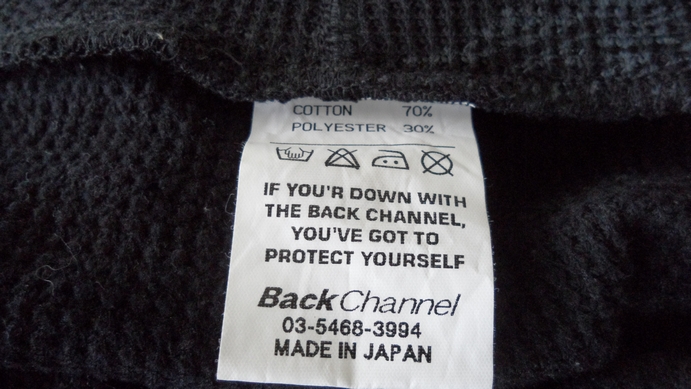 COTTON 70%
POLYESTER 30%
IF YOU'R DOWN WITH
THE BACK CHANNEL,
YOU'VE GOT TO
PROTECT YOURSELF
BackChannel
03-5468-3994
MADE IN JAPAN